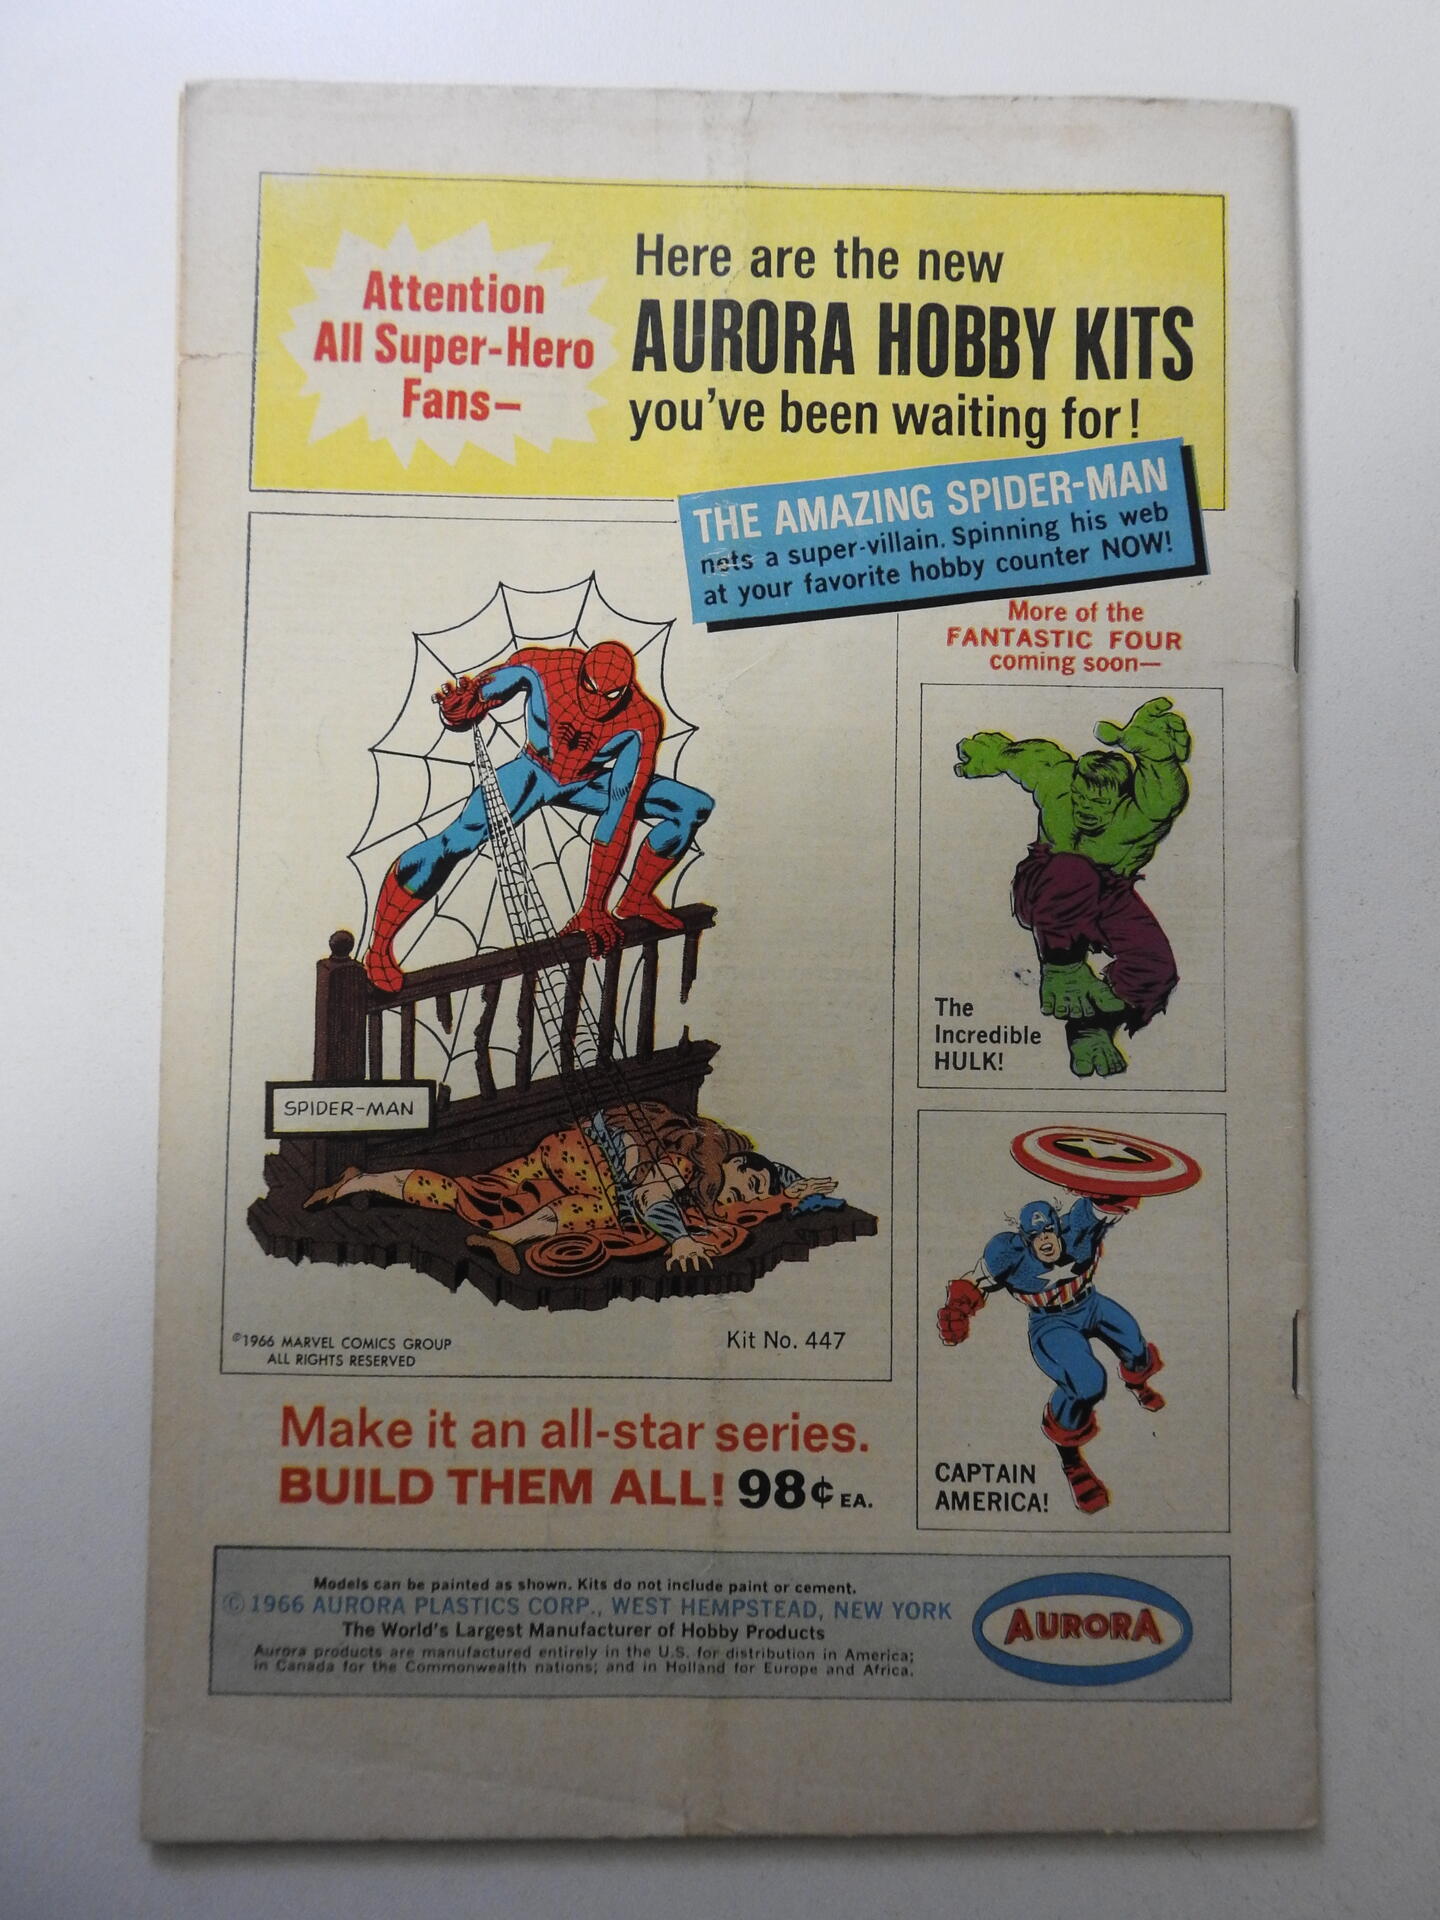 Attention
All Super-Hero
Fans—
Here are the new
AURORA HOBBY KITS
you've been waiting for!
THE AMAZING SPIDER-MAN
nets a super-villain. Spinning his web
at your favorite hobby counter NOW!
More of the
FANTASTIC FOUR
coming soon—
The
Incredible
HULK!
SPIDER-MAN
©1966 MARVEL COMICS GROUP
ALL RIGHTS RESERVED
Kit No. 447
CAPTAIN
AMERICA!
Make it an all-star series.
BUILD THEM ALL! 98¢ EA.
Models can be painted as shown. Kits do not include paint or cement.
© 1966 AURORA PLASTICS CORP., WEST HEMPSTEAD, NEW YORK
The World's Largest Manufacturer of Hobby Products
Aurora products are manufactured entirely in the U.S. for distribution in America;
in Canada for the Commonwealth nations; and in Holland for Europe and Africa.
AURORA